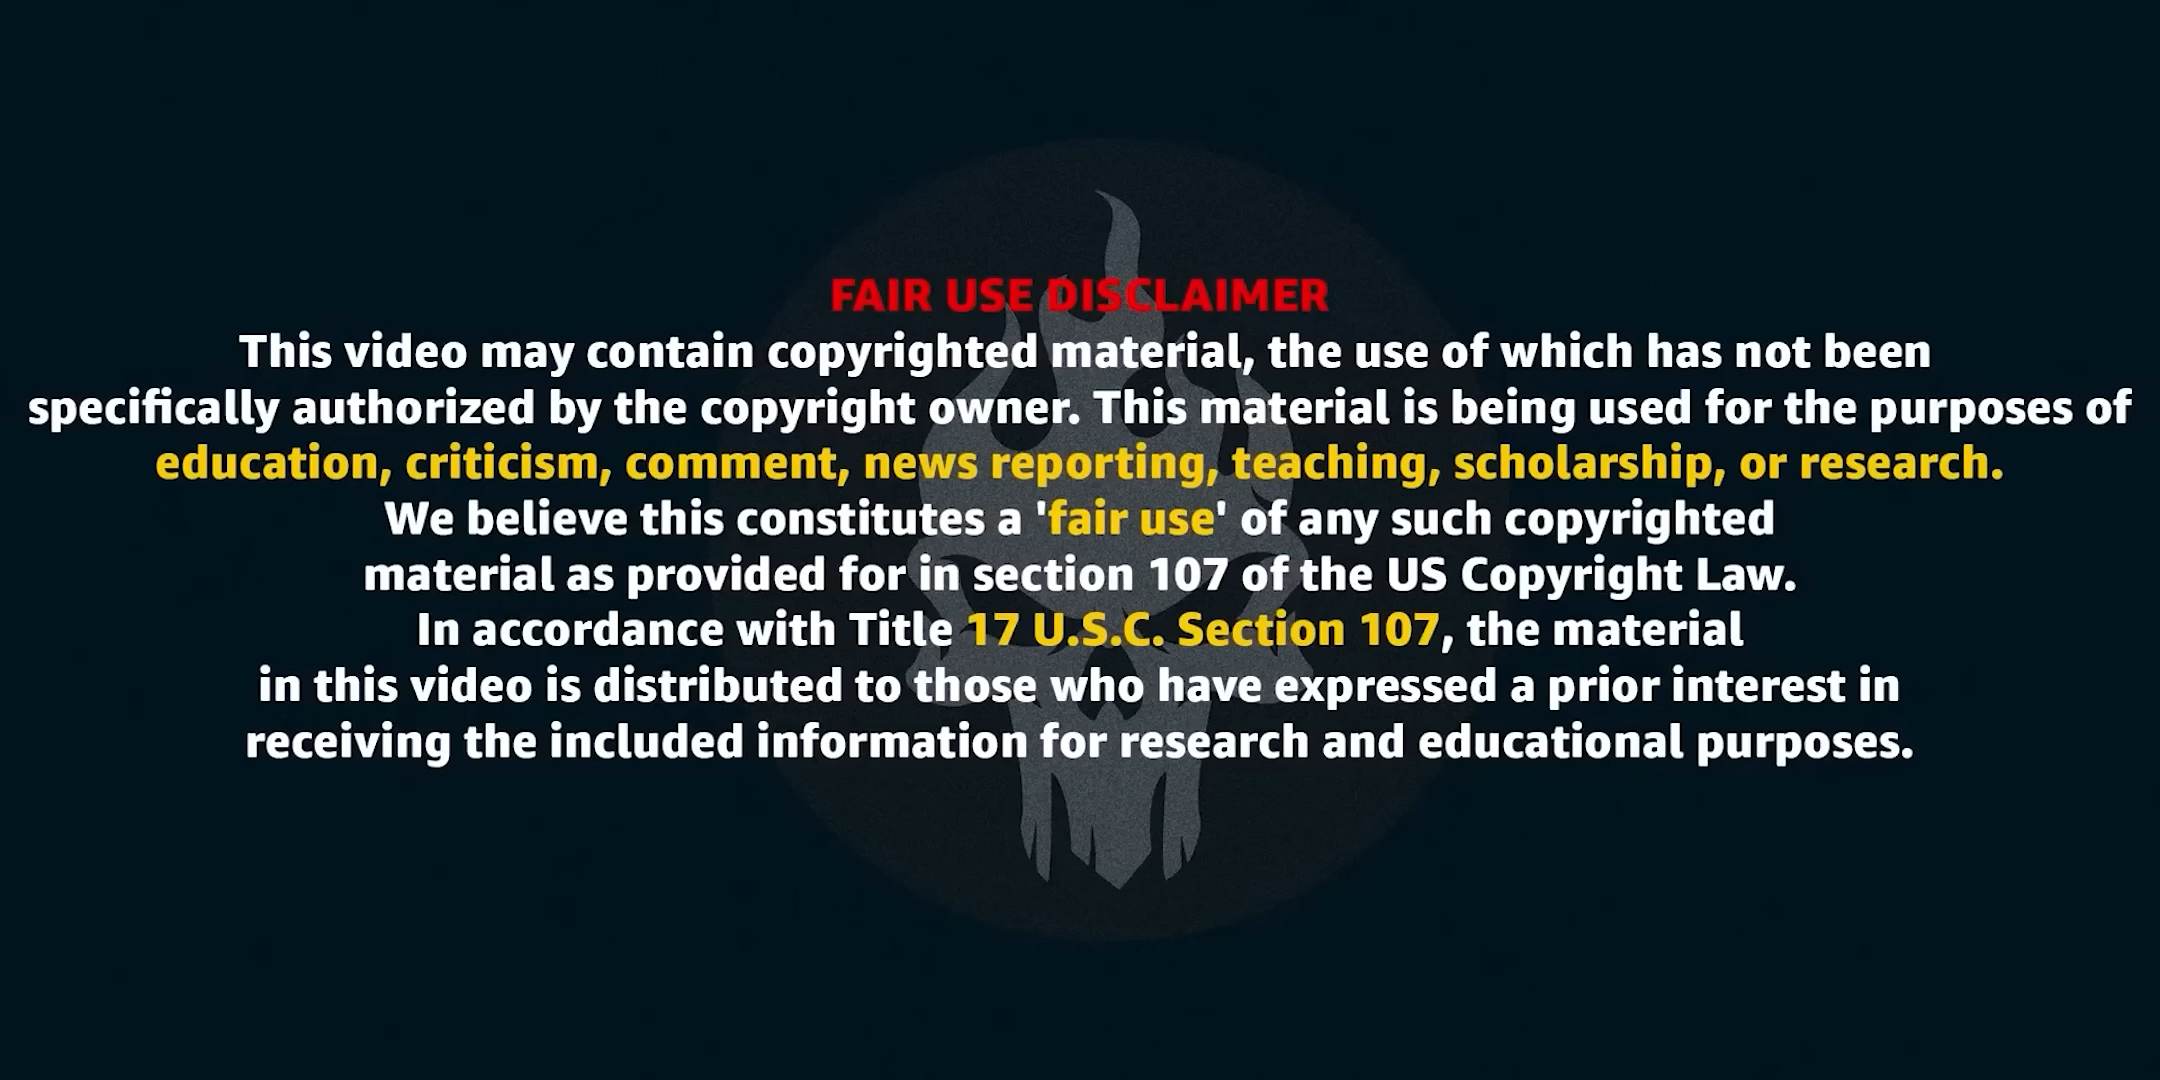 FAIR USE DISCLAIMER
This video may contain copyrighted material, the use of which has not been
specifically authorized by the copyright owner. This material is being used for the purposes of
education, criticism, comment, news reporting, teaching, scholarship, or research.
We believe this constitutes a 'fair use' of any such copyrighted
material as provided for in section 107 of the US Copyright Law.
In accordance with Title 17 U.S.C. Section 107, the material
in this video is distributed to those who have expressed a prior interest in
receiving the included information for research and educational purposes.